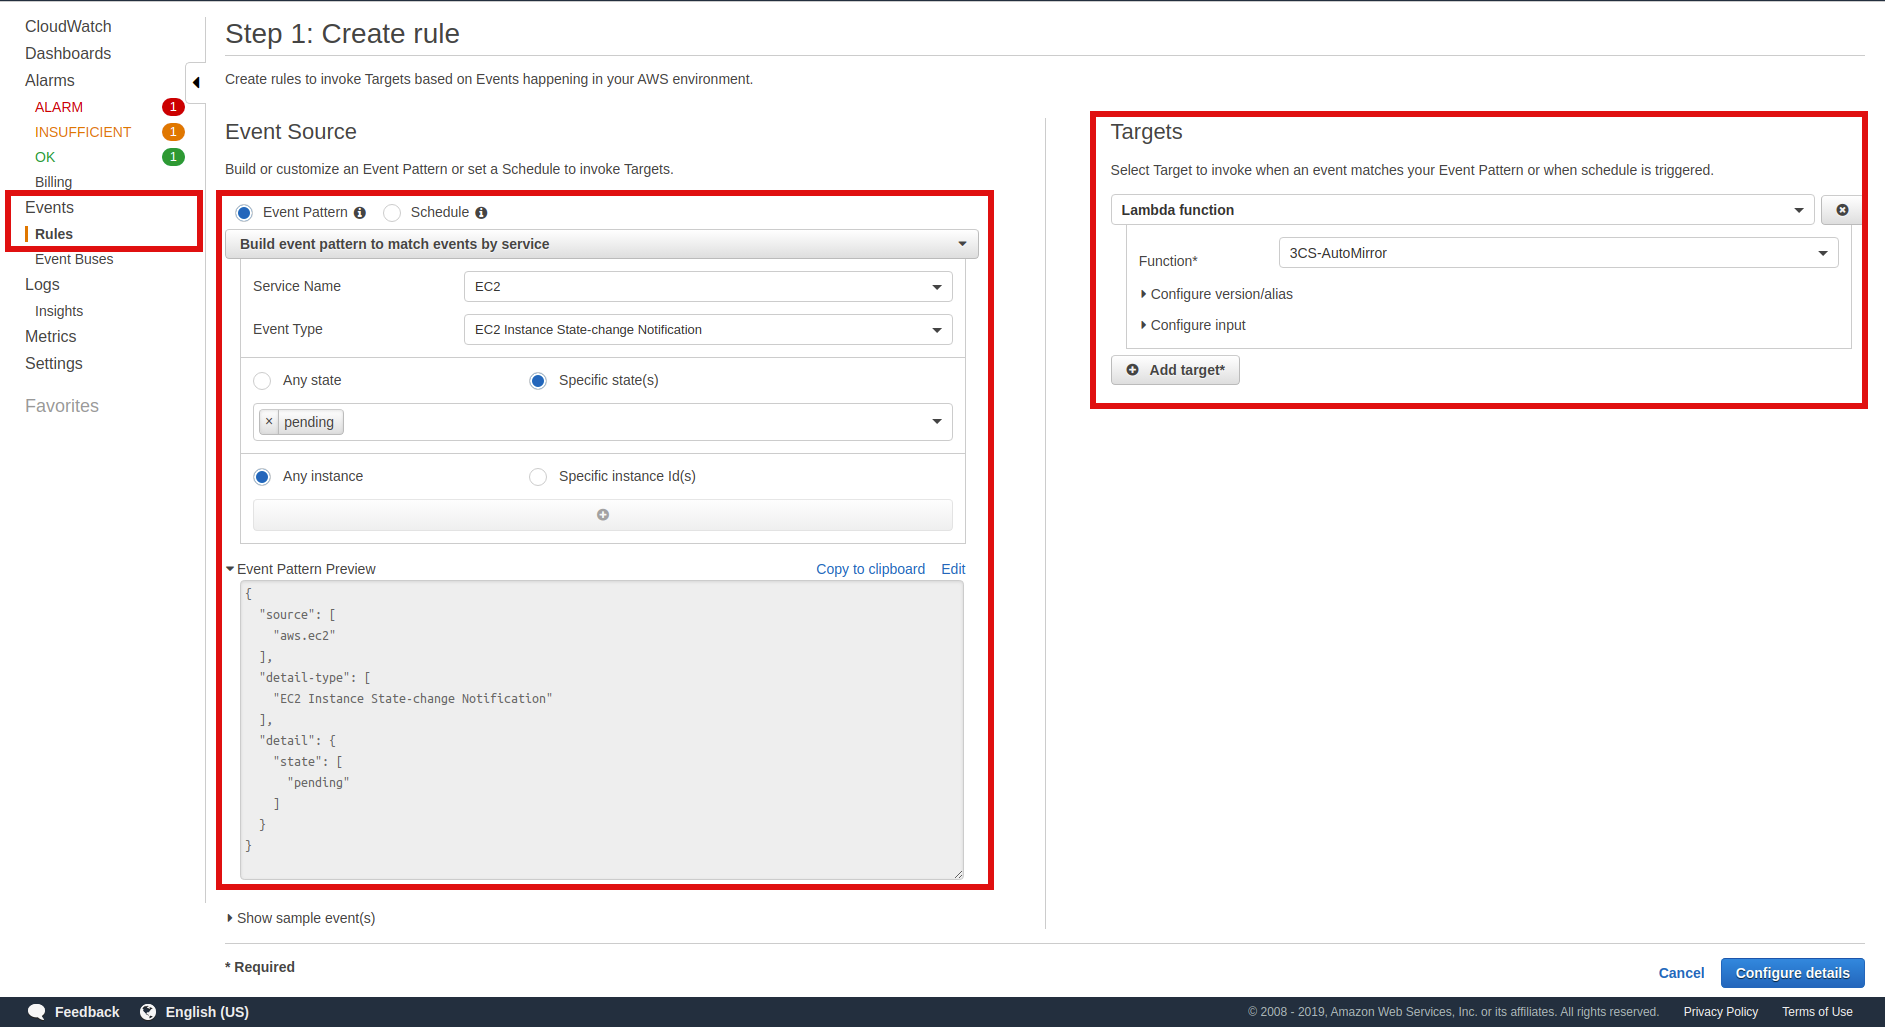 CloudWatch
Dashboards
Alarms
ALARM 1
INSUFFICIENT 1
OK 1
Billing
Events
Rules
Event Buses
Logs
Insights
Metrics
Settings
Favorites
Step 1: Create rule
Create rules to invoke Targets based on Events happening in your AWS environment.
Event Source
Build or customize an Event Pattern or set a Schedule to invoke Targets.
Event Pattern Schedule
Build event pattern to match events by service
Service Name EC2
Event Type EC2 Instance State-change Notification
Any state Specific state(s)
× pending
Any instance Specific instance Id(s)
Event Pattern Preview Copy to clipboard Edit
{
  "source": [
    "aws.ec2"
  ],
  "detail-type": [
    "EC2 Instance State-change Notification"
  ],
  "detail": {
    "state": [
      "pending"
    ]
  }
}
Show sample event(s)
Targets
Select Target to invoke when an event matches your Event Pattern or when schedule is triggered.
Lambda function
Function* 3CS-AutoMirror
Configure version/alias
Configure input
Add target*
* Required
Cancel Configure details
Feedback English (US) © 2008 - 2019, Amazon Web Services, Inc. or its affiliates. All rights reserved. Privacy Policy Terms of Use